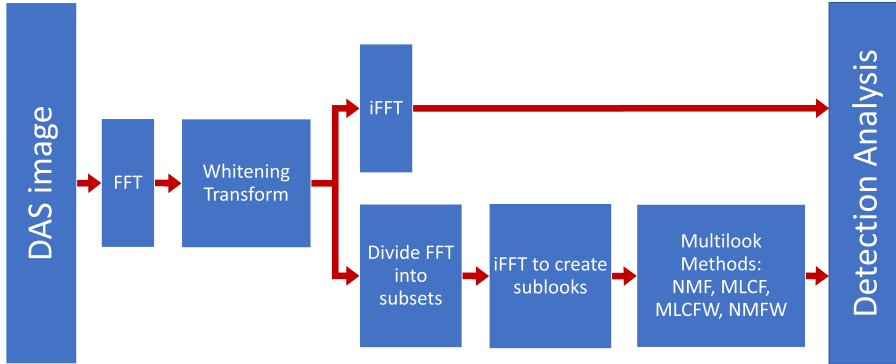 DAS image
FFT
Whitening
Transform
iFFT
Divide FFT
into
subsets
iFFT to create
sublooks
Multilook
Methods:
NMF, MLCF,
MLCFW, NMFW
Detection Analysis